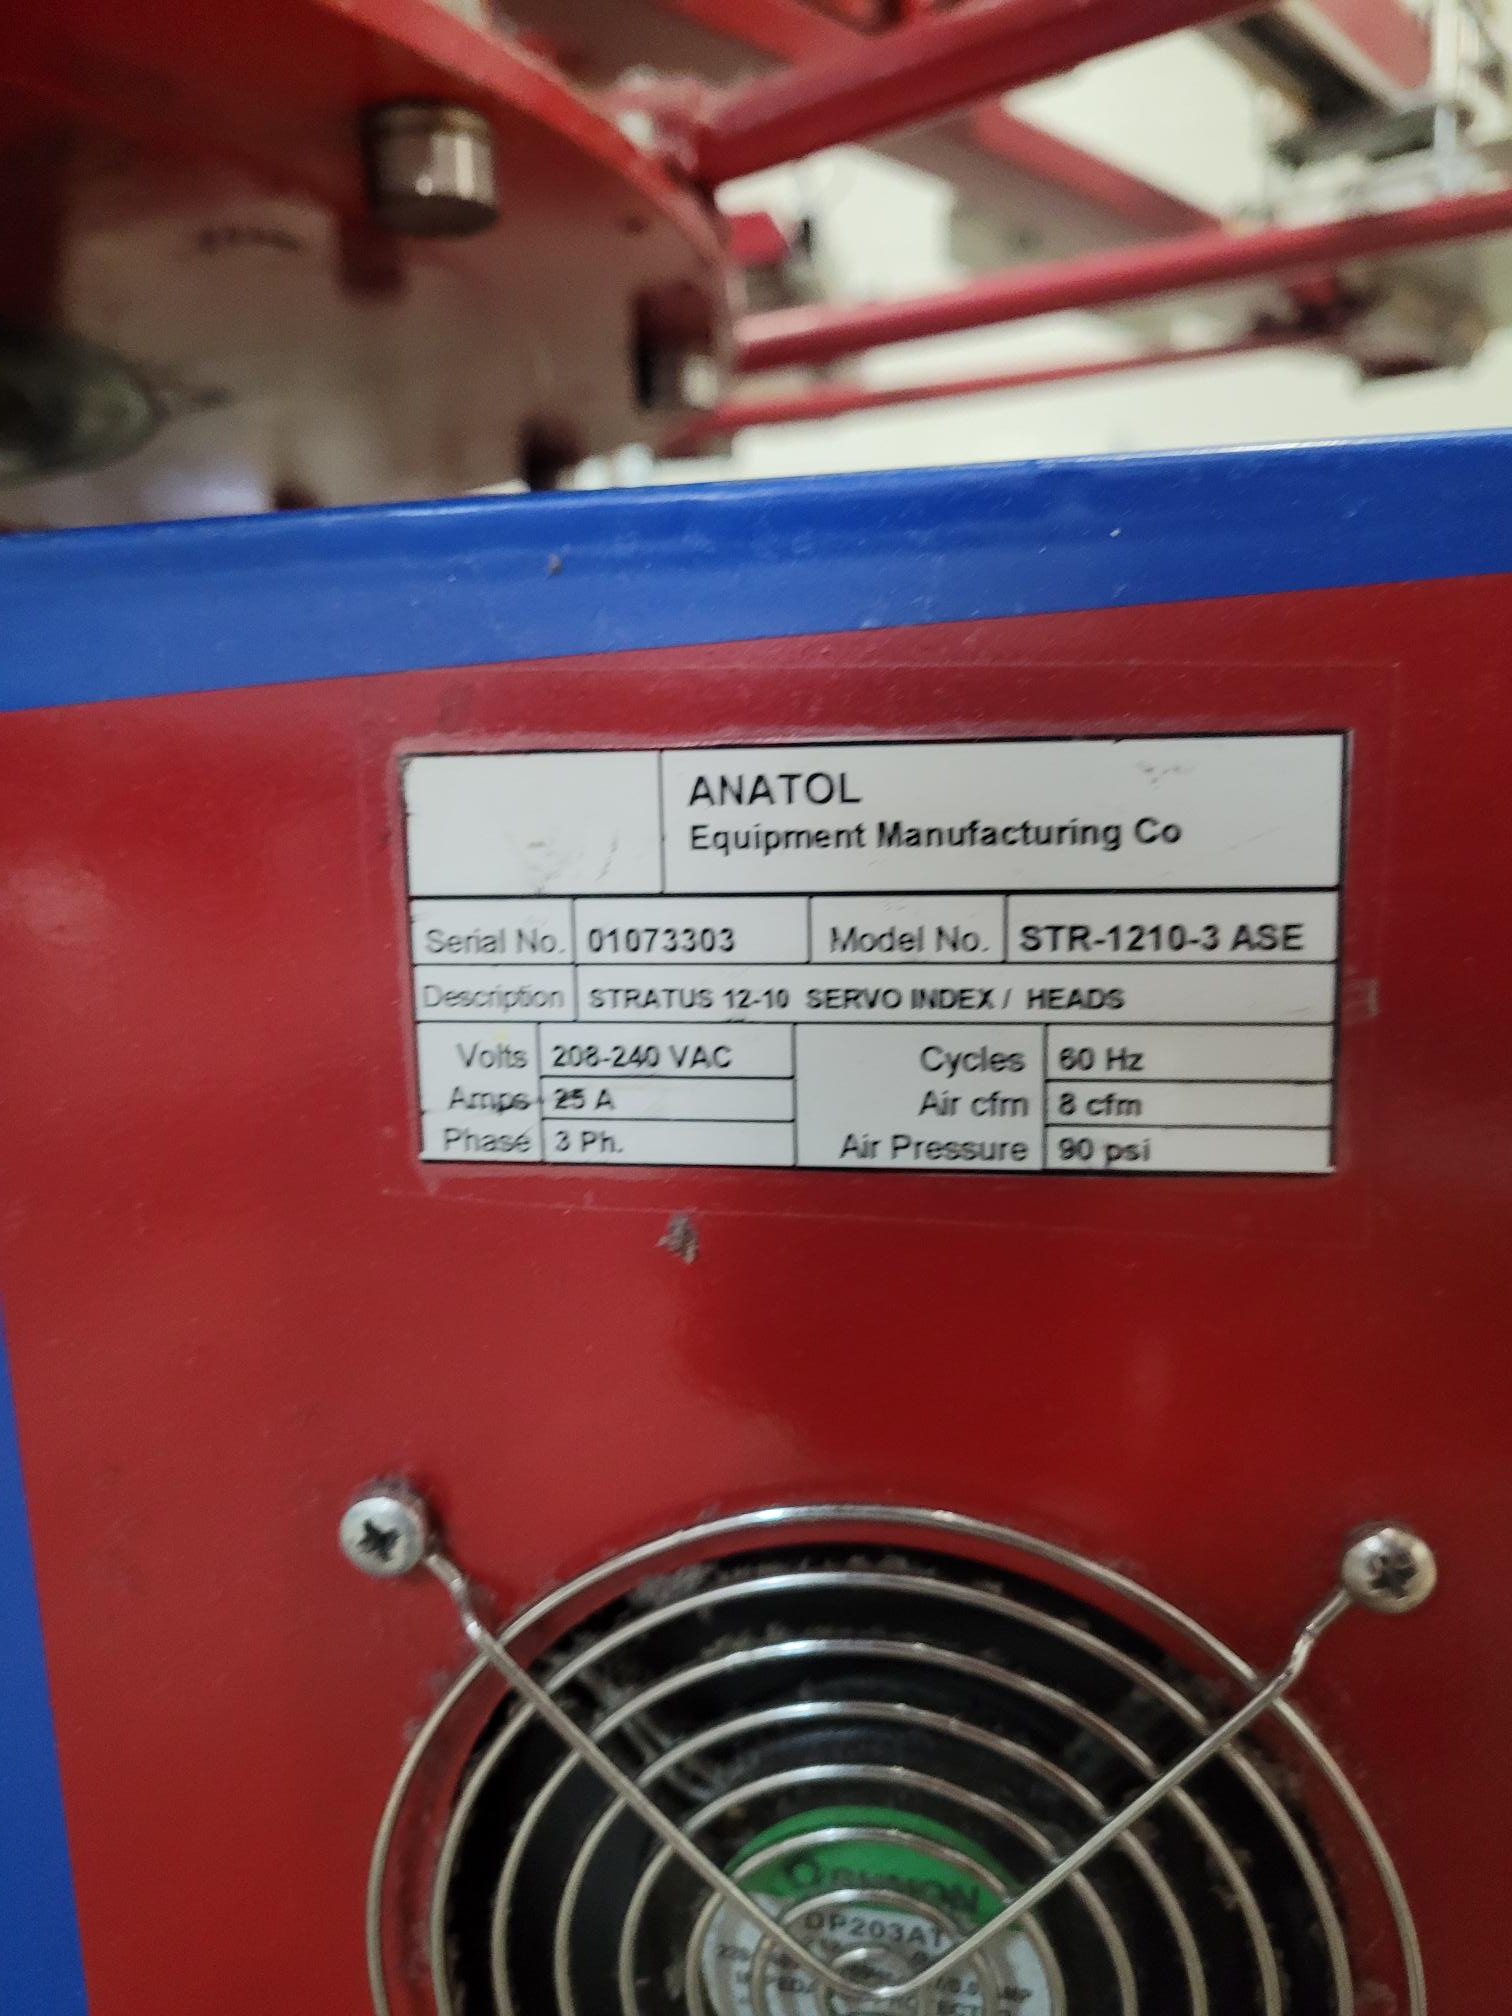 ANATOL
Equipment Manufacturing Co
Serial No. 01073303 Model No. STR-1210-3 ASE
Description STRATUS 12-10 SERVO INDEX / HEADS
Volts 208-240 VAC Cycles 60 Hz
Amps 25 A Air cfm 8 cfm
Phase 3 Ph. Air Pressure 90 psi
DP203AT